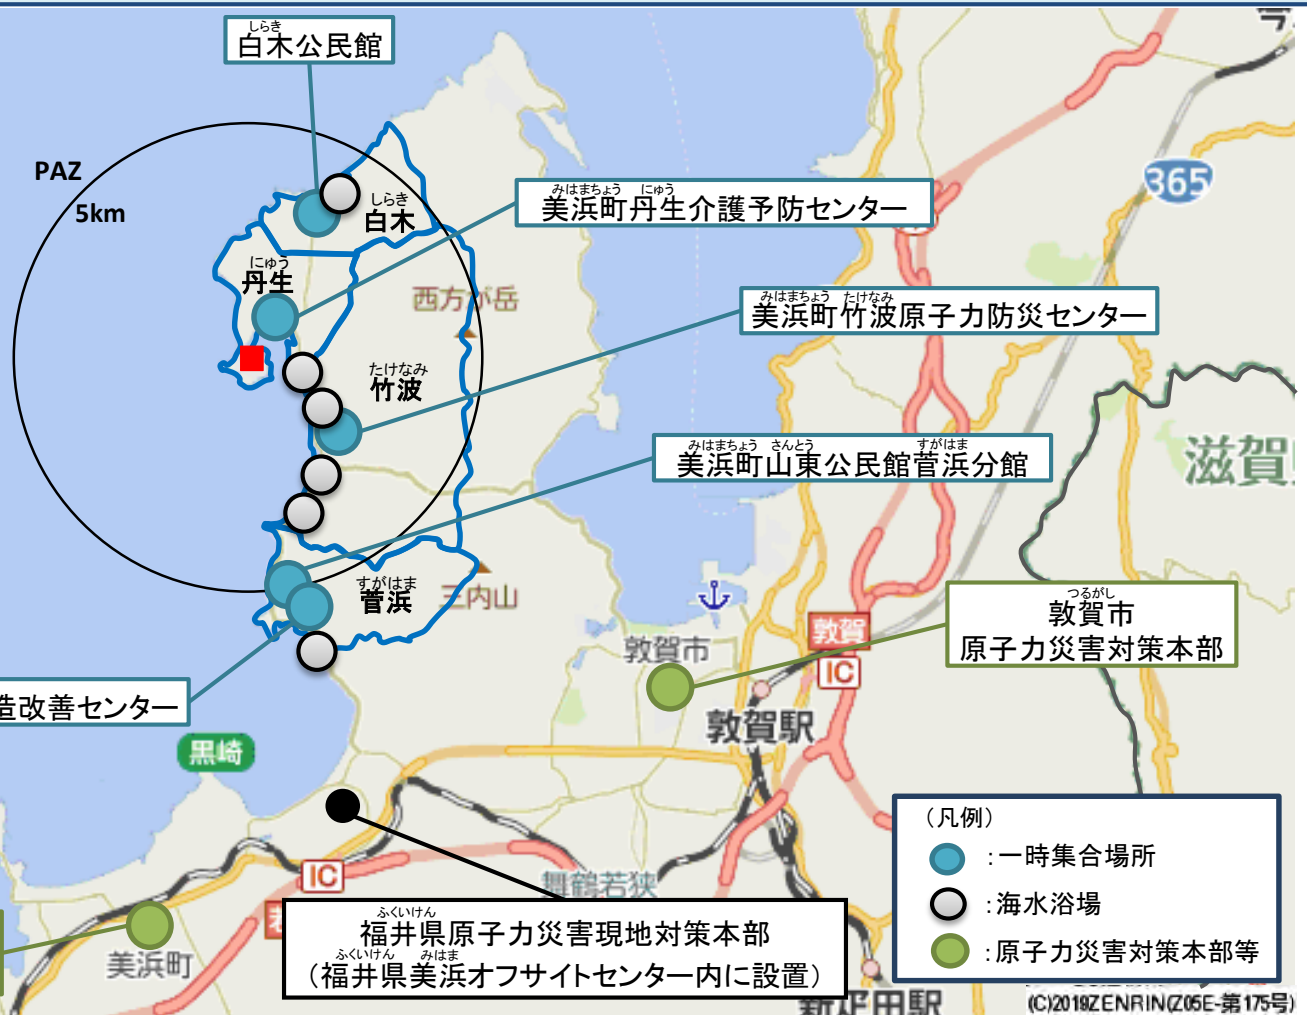 今
しらき
白木公民館
PAZ
5km
365
みはまちょう にゅう
美浜町丹生介護予防センター
しらき
白木
にゅう
丹生
西方が岳
みはまちょう たけなみ
美浜町竹波原子力防災センター
たけなみ
竹波
みはまちょう さんとう すがはま
美浜町山東公民館菅浜分館
滋賀
すがはま
菅浜
三内山
つるがし
敦賀市
原子力災害対策本部
敦賀
IC
敦賀市
造改善センター
敦賀駅
黒崎
（凡例）
：一時集合場所
：海水浴場
：原子力災害対策本部等
IC
舞鶴若狭
ふくいけん
福井県原子力災害現地対策本部
ふくいけん みはま
（福井県美浜オフサイトセンター内に設置）
美浜町
新疋田駅
(C)2019ZENRIN(Z05E-第175号)